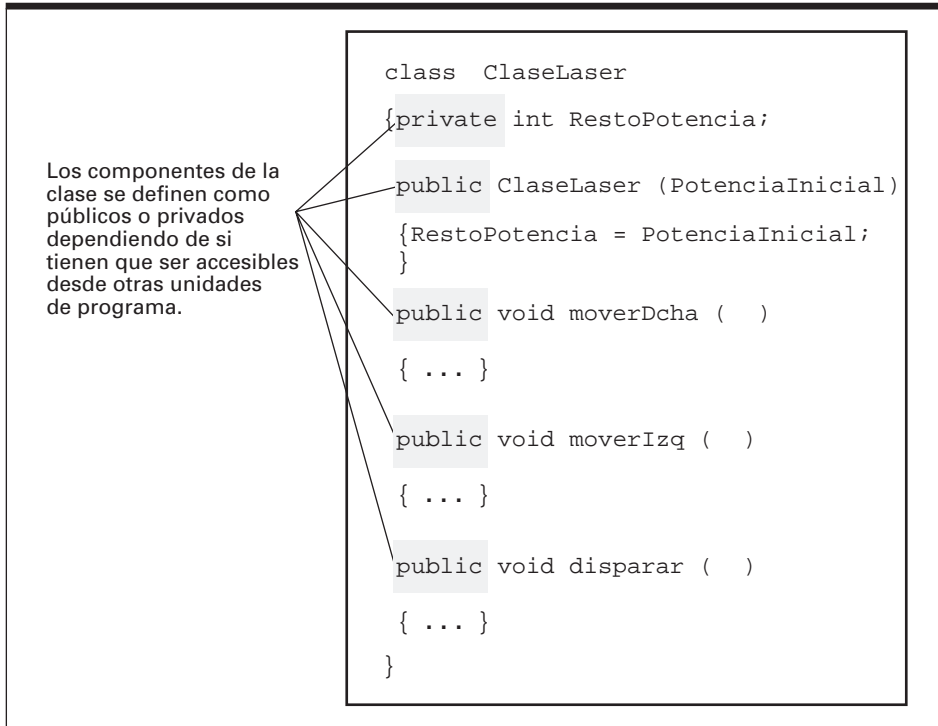 Los componentes de la
clase se definen como
públicos o privados
dependiendo de si
tienen que ser accesibles
desde otras unidades
de programa.
class ClaseLaser
{private int RestoPotencia;
public ClaseLaser (PotenciaInicial)
{RestoPotencia = PotenciaInicial;
}
public void moverDcha ( )
{ ... }
public void moverIzq ( )
{ ... }
public void disparar ( )
{ ... }
}